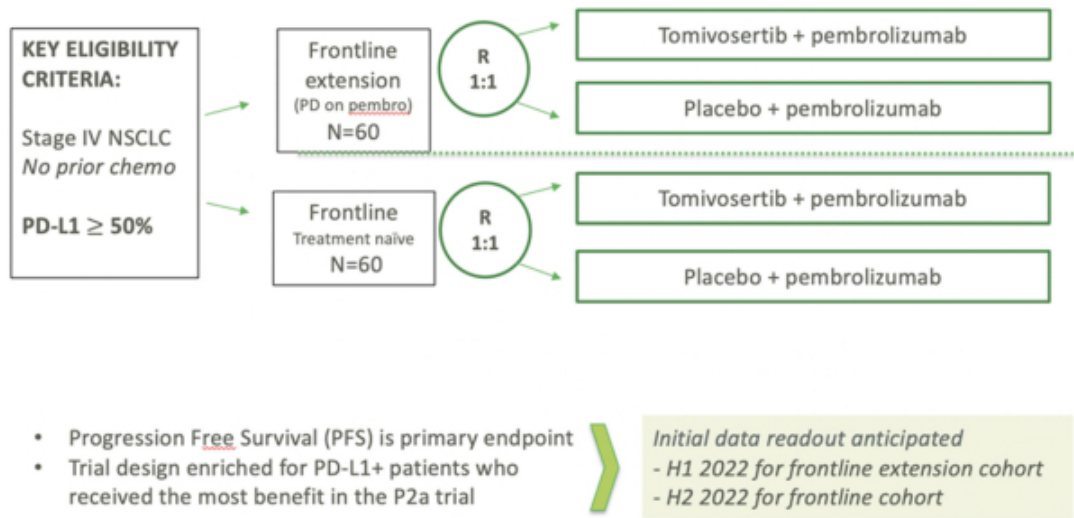 KEY ELIGIBILITY
CRITERIA:
Stage IV NSCLC
No prior chemo
PD-L1 ≥ 50%
Frontline
extension
(PD on pembro)
N=60
R
1:1
Tomivosertib + pembrolizumab
Placebo + pembrolizumab
Frontline
Treatment naïve
N=60
R
1:1
Tomivosertib + pembrolizumab
Placebo + pembrolizumab
• Progression Free Survival (PFS) is primary endpoint
• Trial design enriched for PD-L1+ patients who
received the most benefit in the P2a trial
Initial data readout anticipated
- H1 2022 for frontline extension cohort
- H2 2022 for frontline cohort